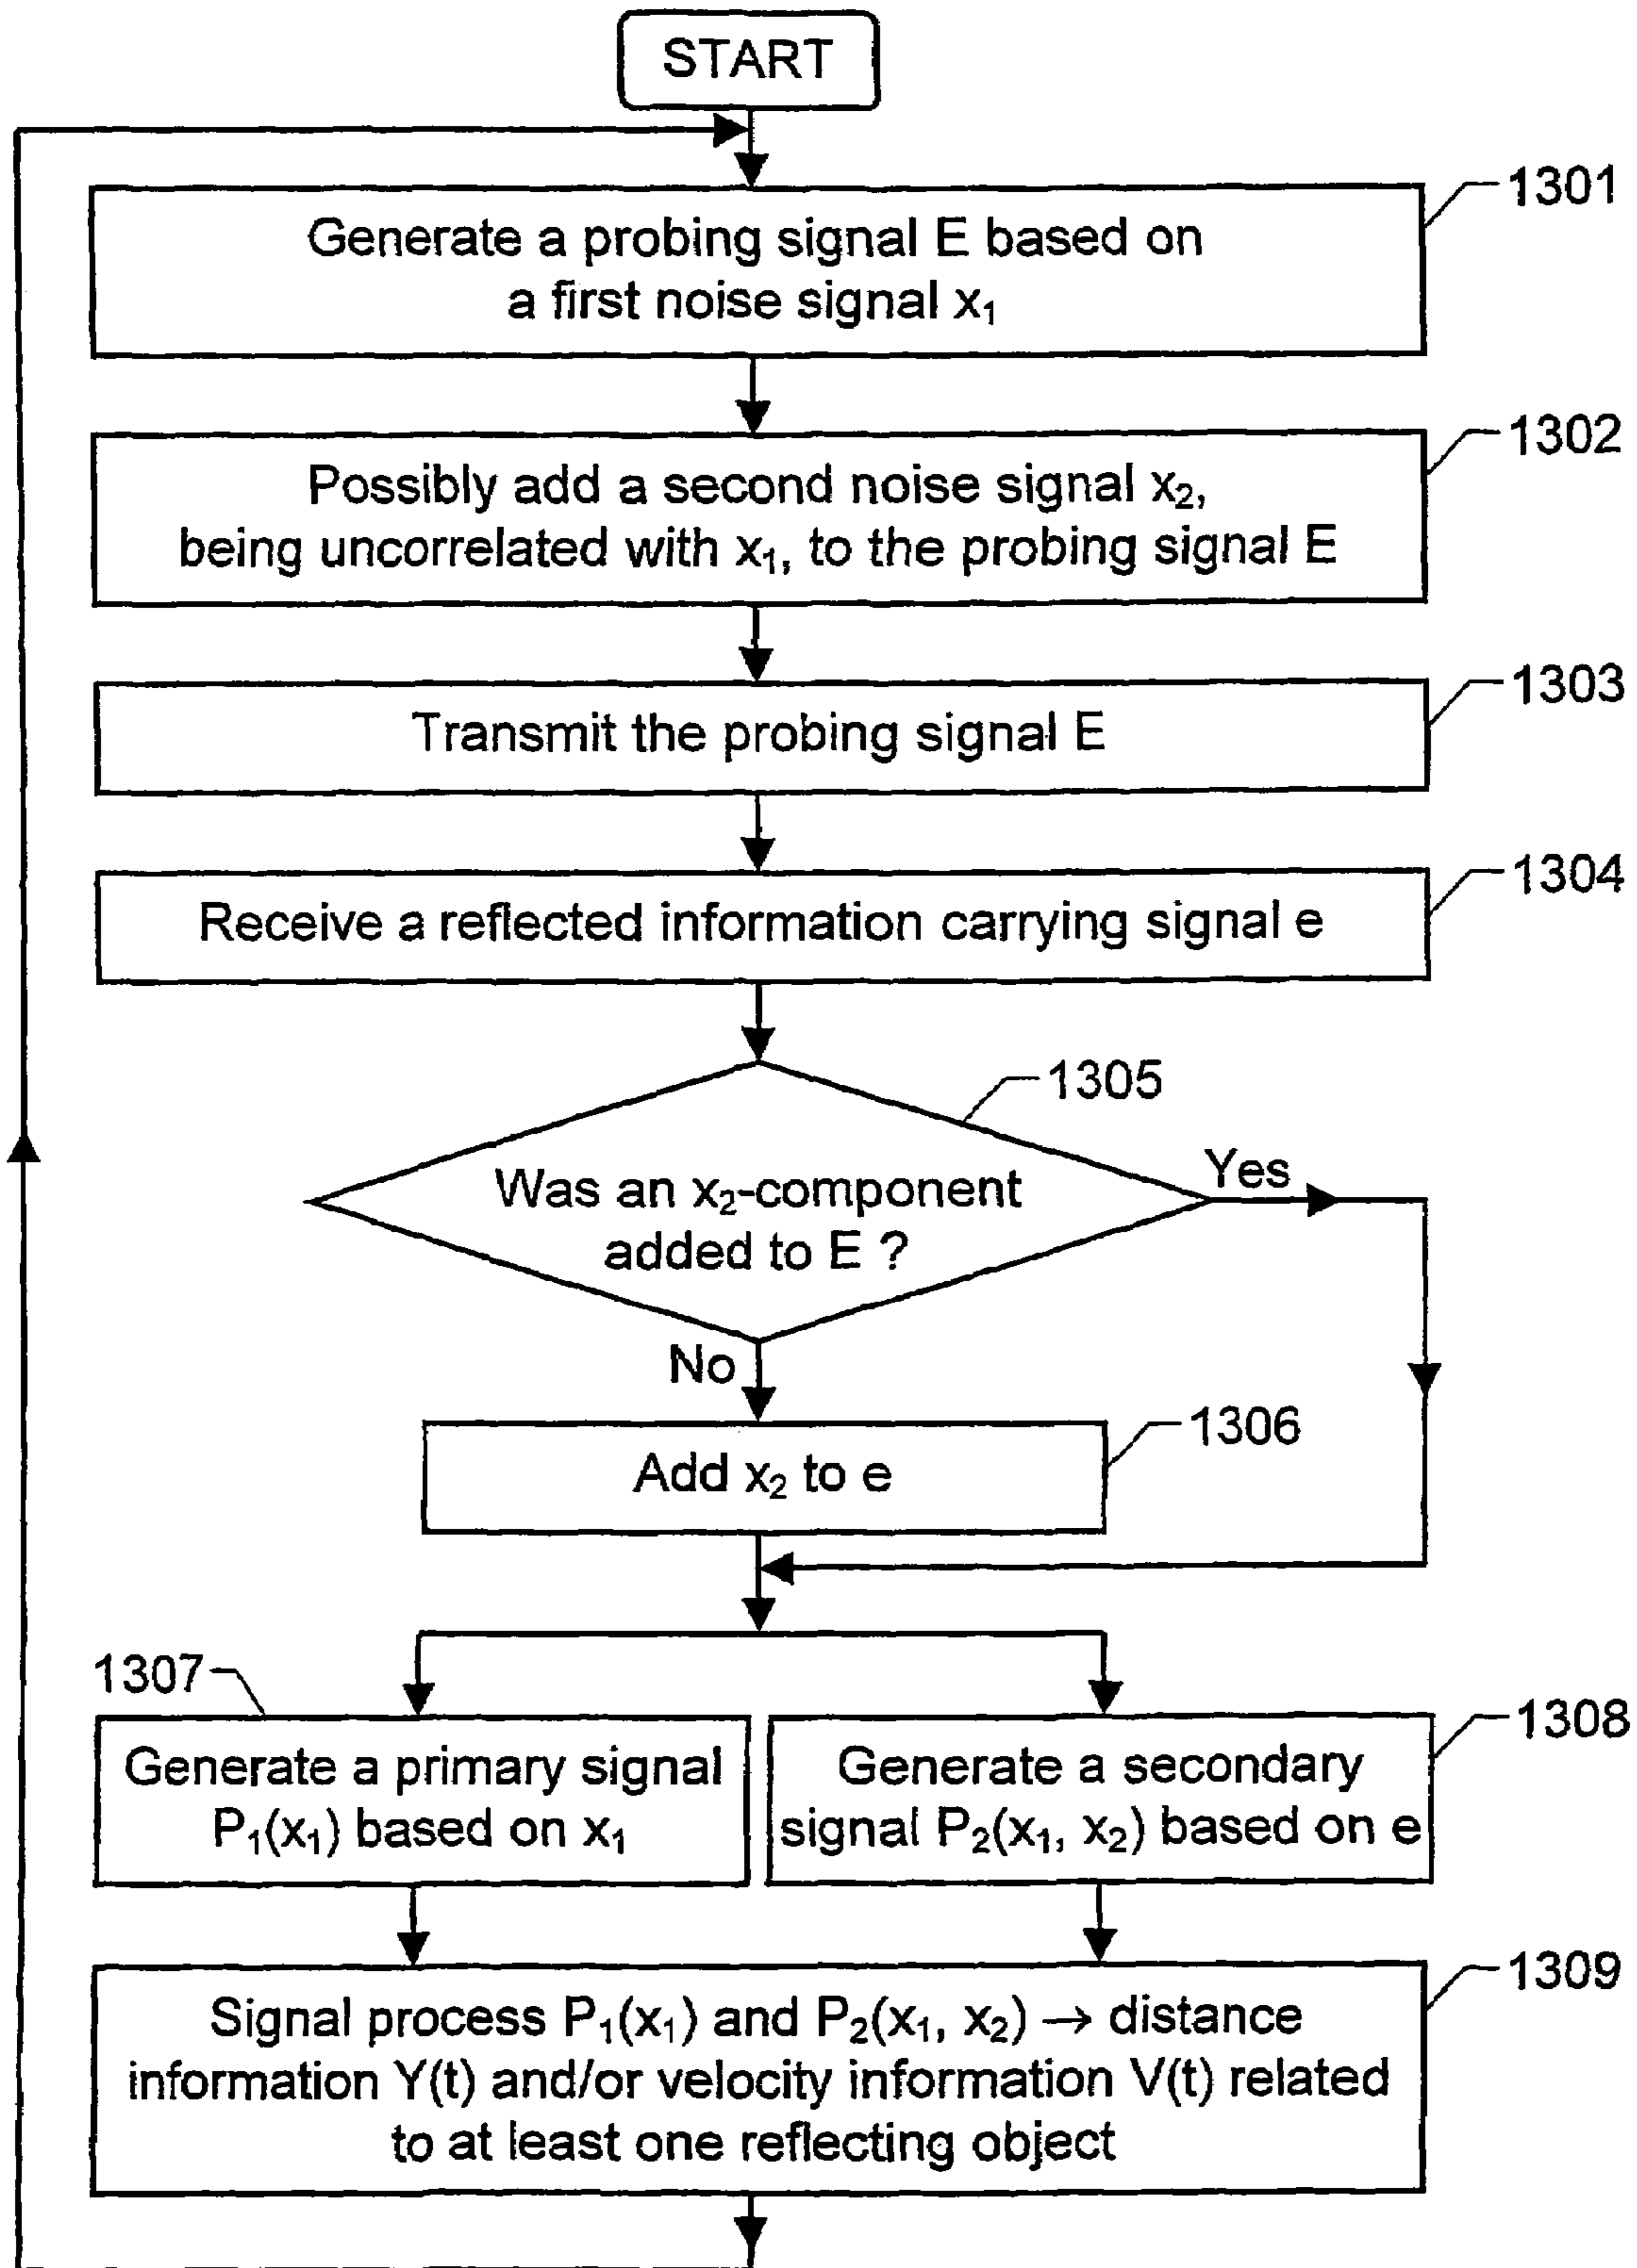 START
1301
Generate a probing signal E based on
a first noise signal x₁
1302
Possibly add a second noise signal x₂,
being uncorrelated with x₁, to the probing signal E
1303
Transmit the probing signal E
1304
Receive a reflected information carrying signal e
1305
Was an x₂-component
added to E ?
Yes
No
1306
Add x₂ to e
1307
Generate a primary signal
P₁(x₁) based on x₁
1308
Generate a secondary
signal P₂(x₁, x₂) based on e
1309
Signal process P₁(x₁) and P₂(x₁, x₂) → distance
information Y(t) and/or velocity information V(t) related
to at least one reflecting object